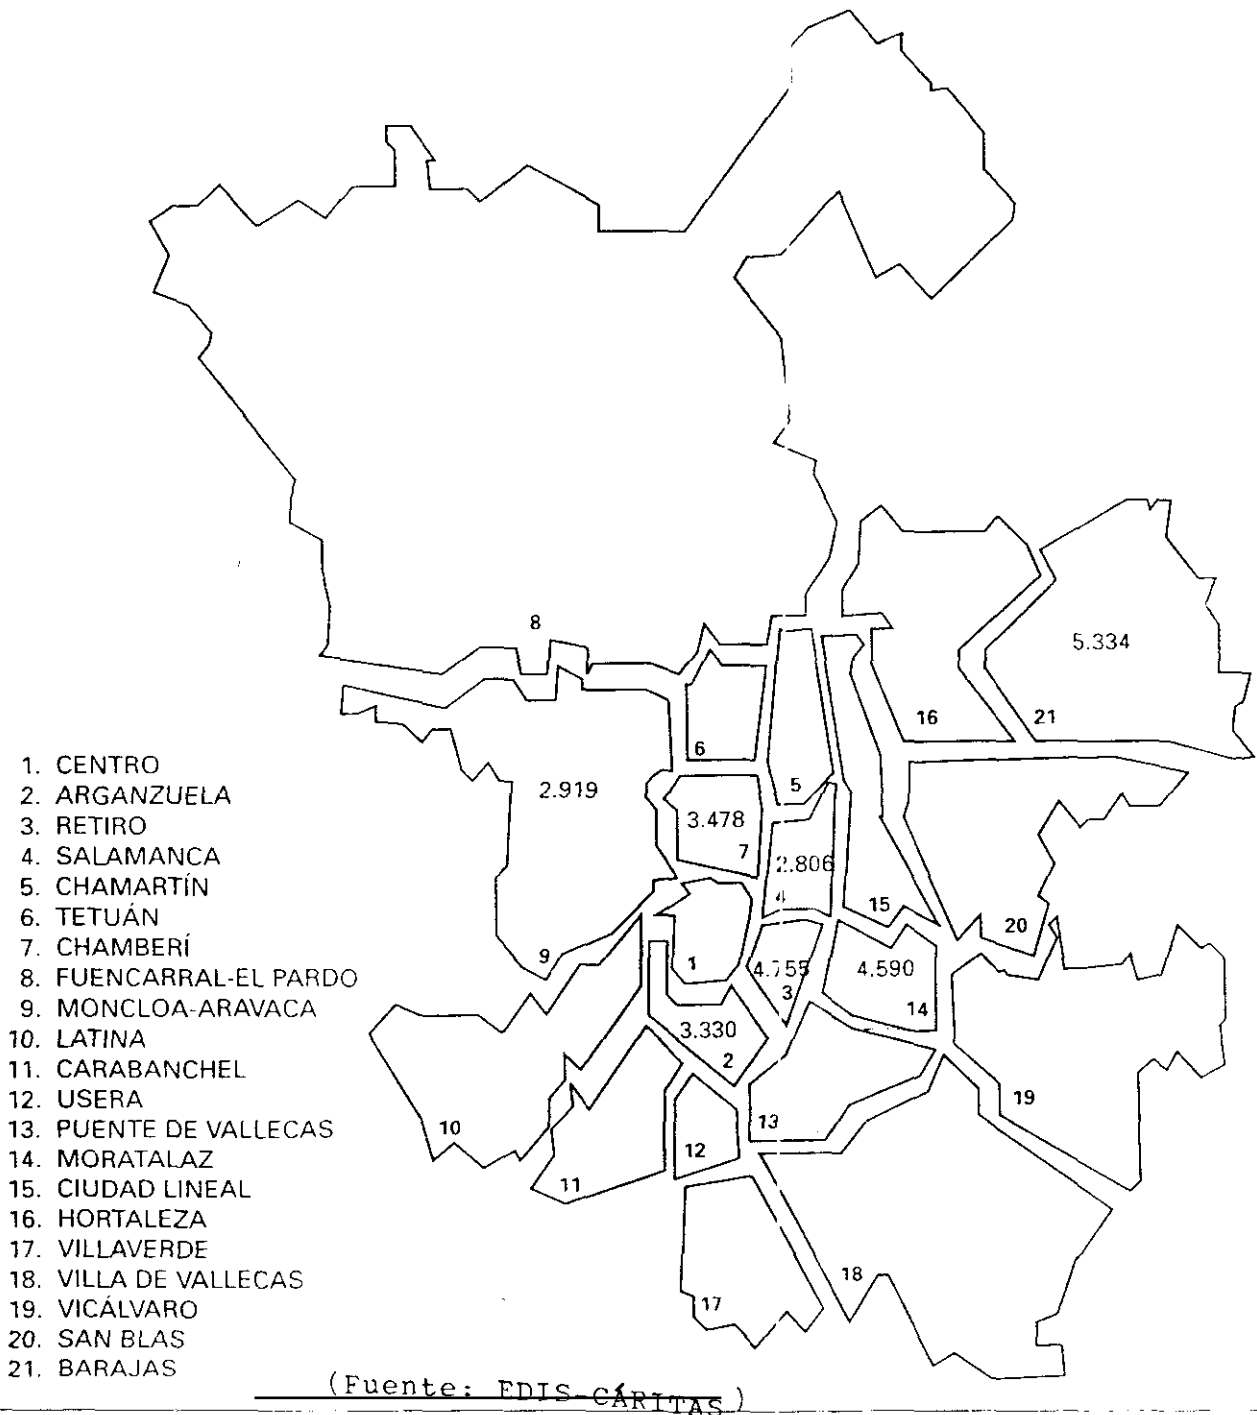 8
5.334
16
21
6
2.919
5
3.478
7
2.806
4
15
20
9
1
4.755
3
4.590
14
3.330
2
19
10
13
12
11
18
17
1. CENTRO
2. ARGANZUELA
3. RETIRO
4. SALAMANCA
5. CHAMARTÍN
6. TETUÁN
7. CHAMBERÍ
8. FUENCARRAL-EL PARDO
9. MONCLOA-ARAVACA
10. LATINA
11. CARABANCHEL
12. USERA
13. PUENTE DE VALLECAS
14. MORATALAZ
15. CIUDAD LINEAL
16. HORTALEZA
17. VILLAVERDE
18. VILLA DE VALLECAS
19. VICÁLVARO
20. SAN BLAS
21. BARAJAS
(Fuente: EDIS-CÁRITAS)